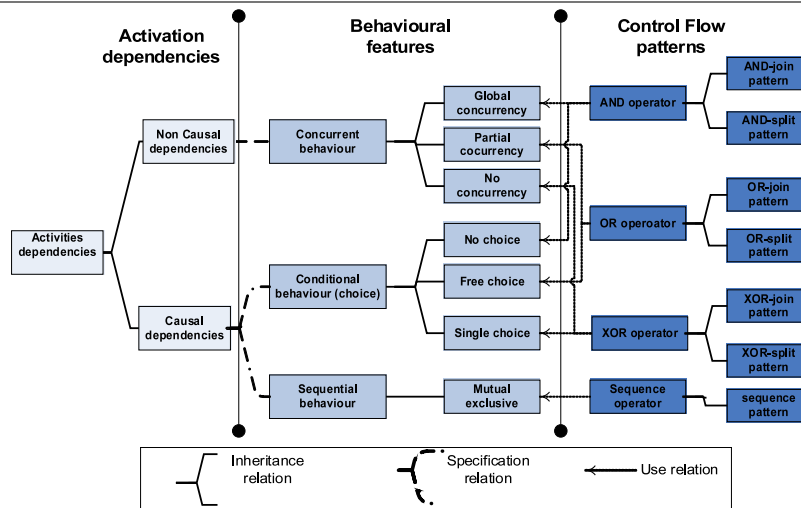 Activation
dependencies
Behavioural
features
Control Flow
patterns
Activities
dependencies
Non Causal
dependencies
Causal
dependencies
Concurrent
behaviour
Conditional
behaviour (choice)
Sequential
behaviour
Global
concurrency
Partial
cocurrency
No
concurrency
No choice
Free choice
Single choice
Mutual
exclusive
AND operator
OR operoator
XOR operator
Sequence
operator
AND-join
pattern
AND-split
pattern
OR-join
pattern
OR-split
pattern
XOR-join
pattern
XOR-split
pattern
sequence
pattern
Inheritance
relation
Specification
relation
Use relation